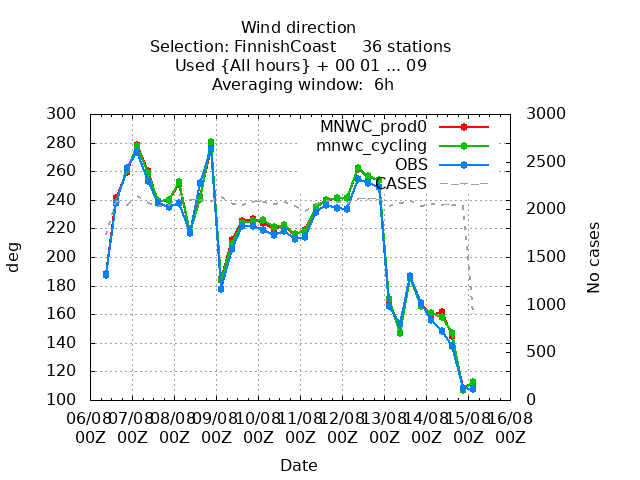 Wind direction
Selection: FinnishCoast     36 stations
Used {All hours} + 00 01 ... 09
Averaging window:  6h
300 3000
280
260 2500
240
220 2000
200
180 1500
160 1000
140
120 500
100 0
MNWC_prod0
mnwc_cycling
OBS
CASES
deg
No cases
06/08 07/08 08/08 09/08 10/08 11/08 12/08 13/08 14/08 15/08 16/08
00Z 00Z 00Z 00Z 00Z 00Z 00Z 00Z 00Z 00Z 00Z
Date